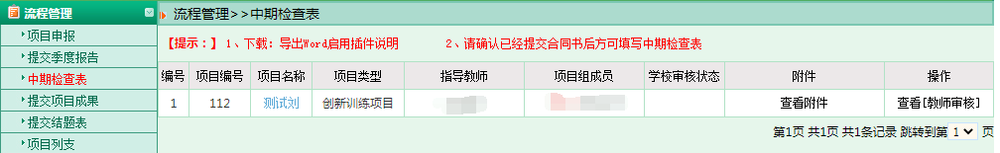 流程管理
项目申报
提交季度报告
中期检查表
提交项目成果
提交结题表
项目列支
流程管理>>中期检查表
【提示：】 1、下载：导出Word启用插件说明 2、请确认已经提交合同书后方可填写中期检查表
编号 项目编号 项目名称 项目类型 指导教师 项目组成员 学校审核状态 附件 操作
1 112 测试刘 创新训练项目 查看附件 查看[教师审核]
第1页 共1页 共1条记录 跳转到第 1 页